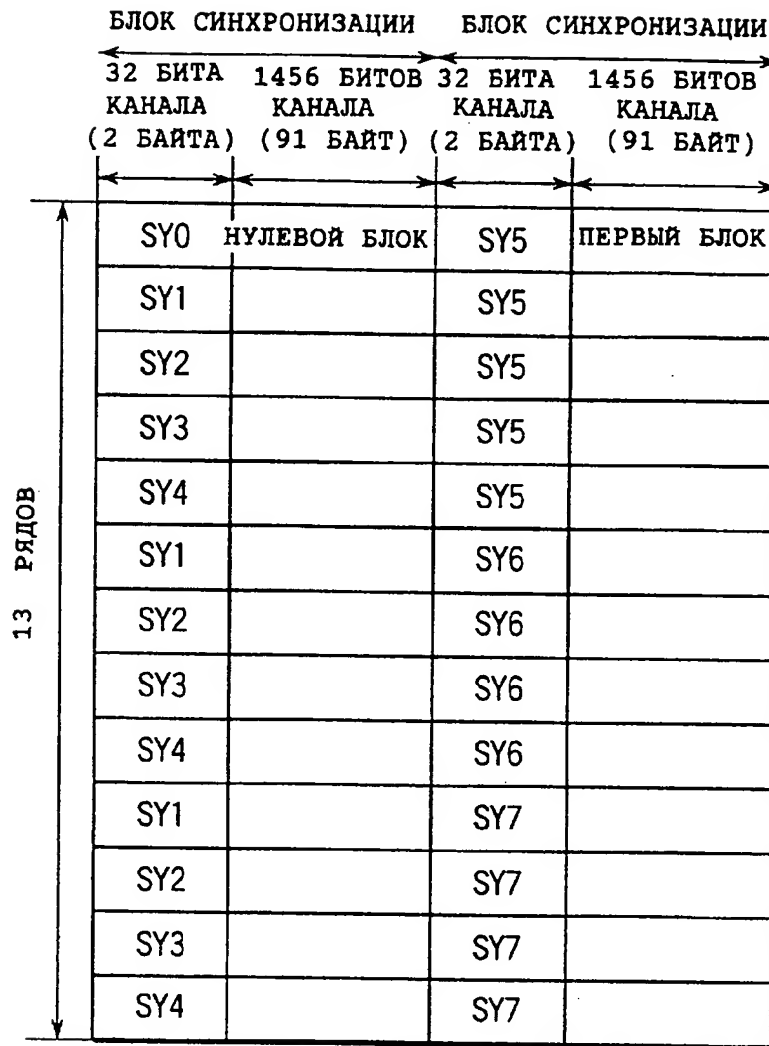 БЛОК СИНХРОНИЗАЦИИ БЛОК СИНХРОНИЗАЦИИ
32 БИТА 1456 БИТОВ 32 БИТА 1456 БИТОВ
КАНАЛА КАНАЛА КАНАЛА КАНАЛА
(2 БАЙТА) (91 БАЙТ) (2 БАЙТА) (91 БАЙТ)
13 РЯДОВ
SY0 НУЛЕВОЙ БЛОК SY5 ПЕРВЫЙ БЛОК
SY1 SY5
SY2 SY5
SY3 SY5
SY4 SY5
SY1 SY6
SY2 SY6
SY3 SY6
SY4 SY6
SY1 SY7
SY2 SY7
SY3 SY7
SY4 SY7